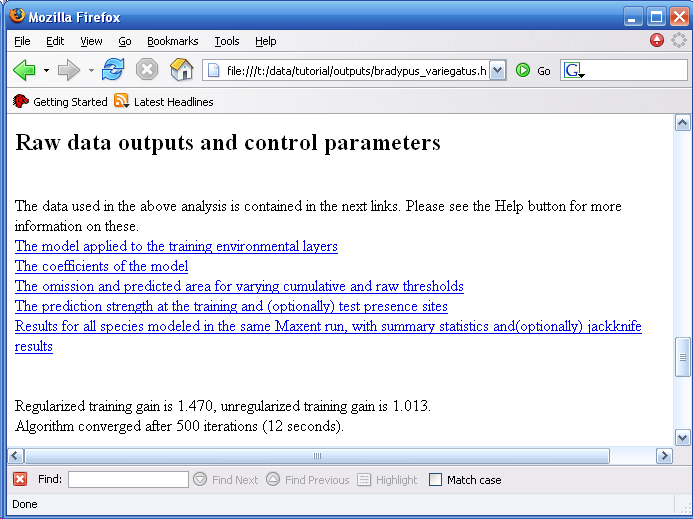 Mozilla Firefox
File Edit View Go Bookmarks Tools Help
file:///t:/data/tutorial/outputs/bradypus_variegatus.h Go G
Getting Started Latest Headlines
Raw data outputs and control parameters
The data used in the above analysis is contained in the next links. Please see the Help button for more
information on these.
The model applied to the training environmental layers
The coefficients of the model
The omission and predicted area for varying cumulative and raw thresholds
The prediction strength at the training and (optionally) test presence sites
Results for all species modeled in the same Maxent run, with summary statistics and(optionally) jackknife
results
Regularized training gain is 1.470, unregularized training gain is 1.013.
Algorithm converged after 500 iterations (12 seconds).
Find: Find Next Find Previous Highlight Match case
Done